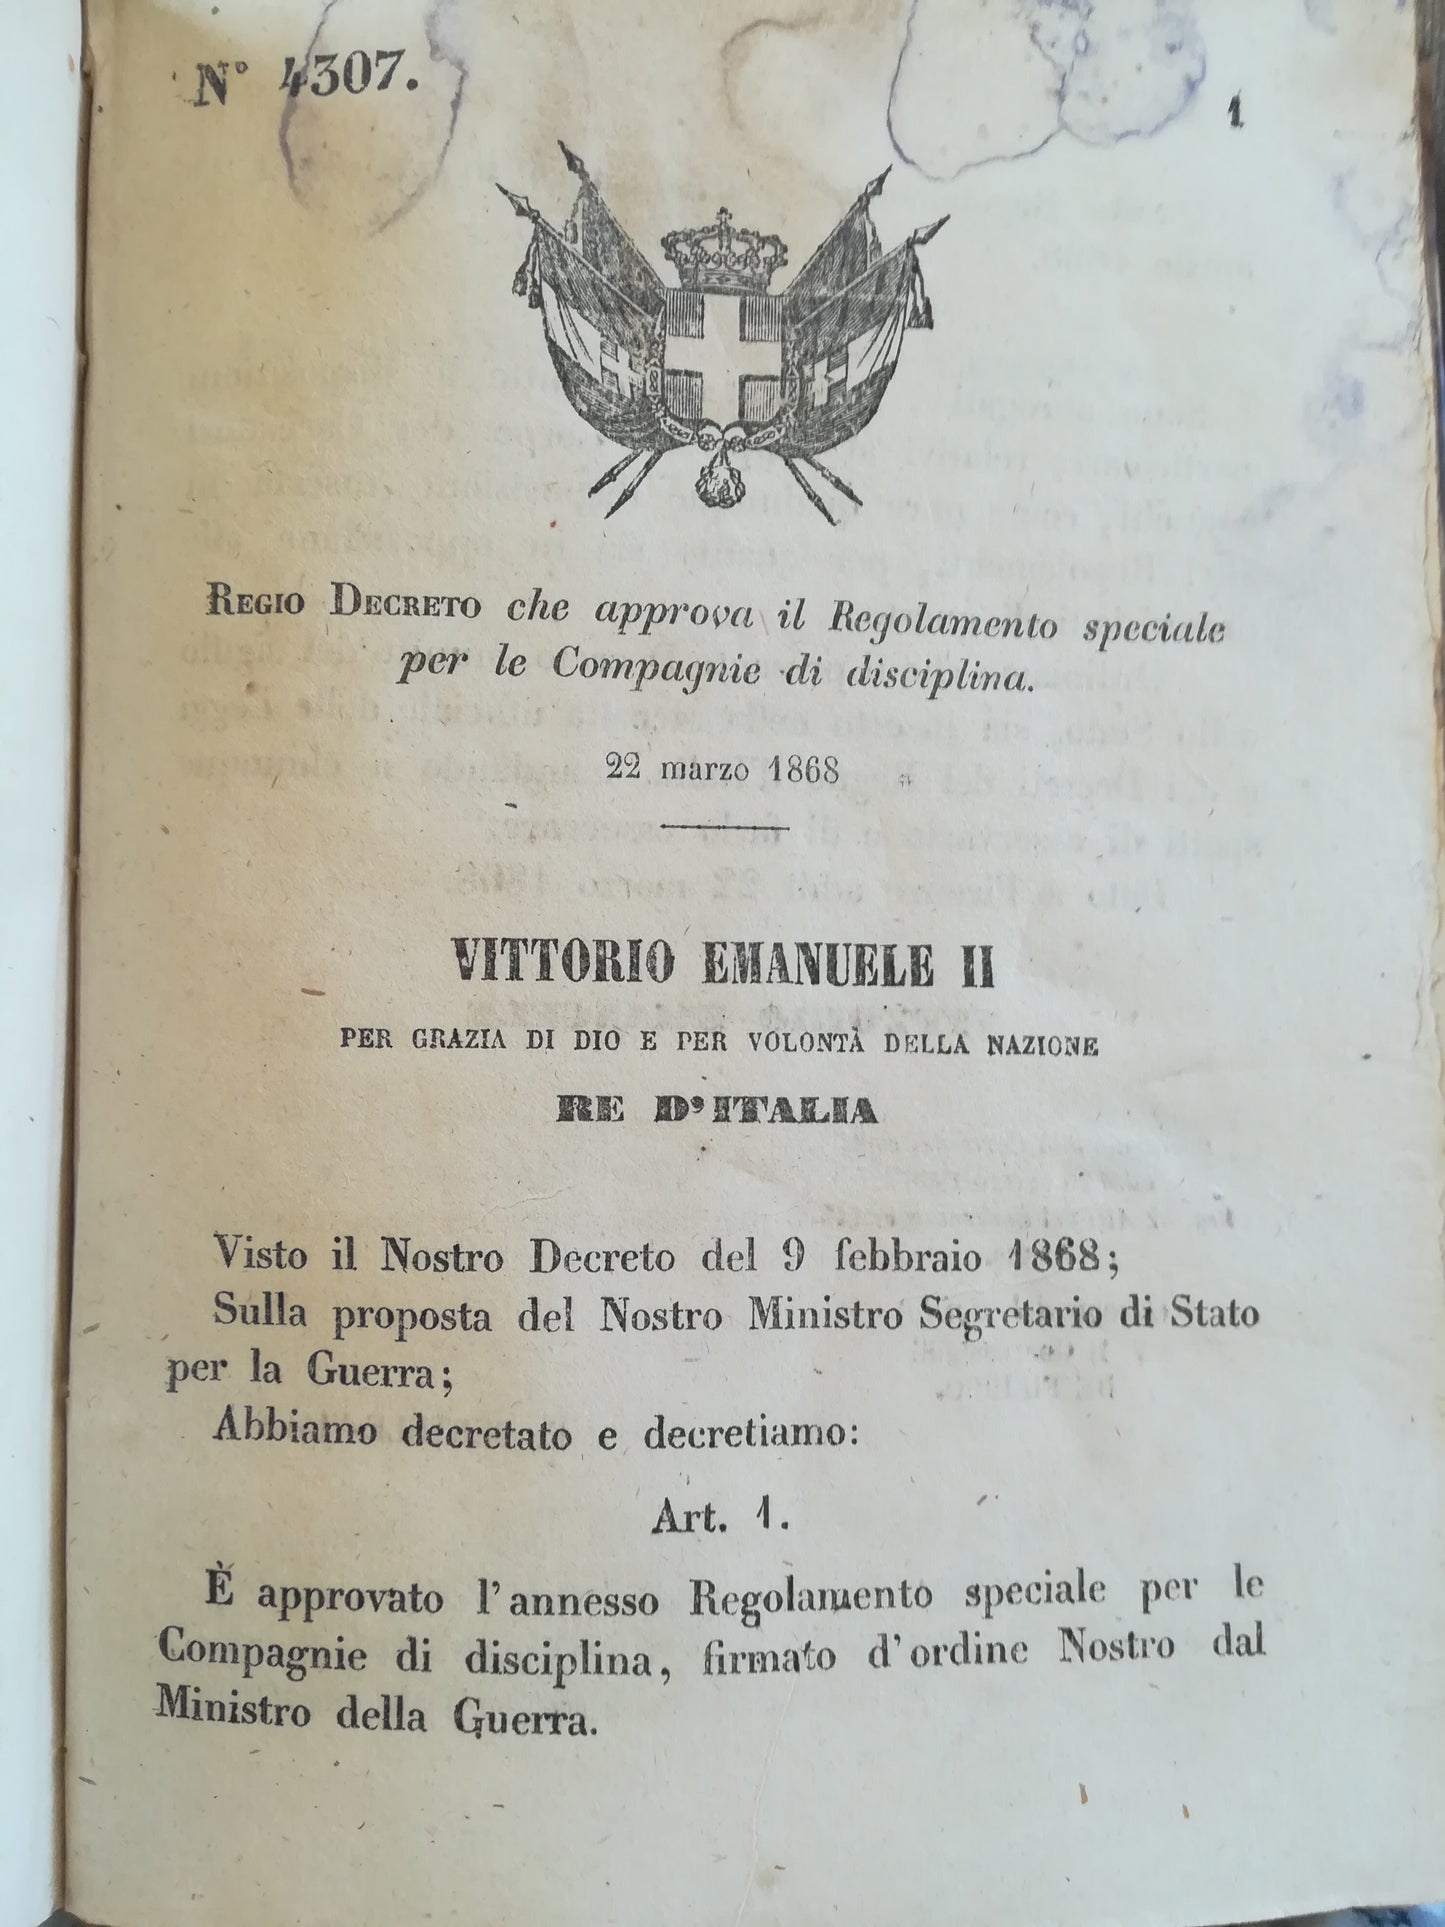 N° 4307.
1
REGIO DECRETO che approva il Regolamento speciale
per le Compagnie di disciplina.
22 marzo 1868
VITTORIO EMANUELE II
PER GRAZIA DI DIO E PER VOLONTÀ DELLA NAZIONE
RE D'ITALIA
Visto il Nostro Decreto del 9 febbraio 1868;
Sulla proposta del Nostro Ministro Segretario di Stato
per la Guerra;
Abbiamo decretato e decretiamo:
Art. 1.
È approvato l'annesso Regolamento speciale per le
Compagnie di disciplina, firmato d'ordine Nostro dal
Ministro della Guerra.